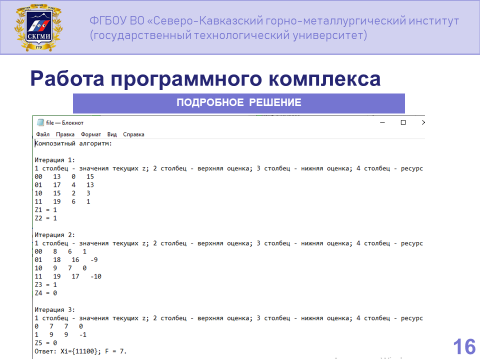 ФГБОУ ВО «Северо-Кавказский горно-металлургический институт
(государственный технологический университет)
СКГМИ
Работа программного комплекса
ПОДРОБНОЕ РЕШЕНИЕ
file — Блокнот
Файл Правка Формат Вид Справка
Композитный алгоритм:
Итерация 1:
1 столбец - значения текущих z; 2 столбец - верхняя оценка; 3 столбец - нижняя оценка; 4 столбец - ресурс
00 13 0 15
01 17 4 13
10 15 2 3
11 19 6 1
Z1 = 1
Z2 = 1
Итерация 2:
1 столбец - значения текущих z; 2 столбец - верхняя оценка; 3 столбец - нижняя оценка; 4 столбец - ресурс
00 8 6 1
01 18 16 -9
10 9 7 0
11 19 17 -10
Z3 = 1
Z4 = 0
Итерация 3:
1 столбец - значения текущих z; 2 столбец - верхняя оценка; 3 столбец - нижняя оценка; 4 столбец - ресурс
0 7 7 0
1 9 9 -1
Z5 = 0
Ответ: Xi={11100}; F = 7.
16